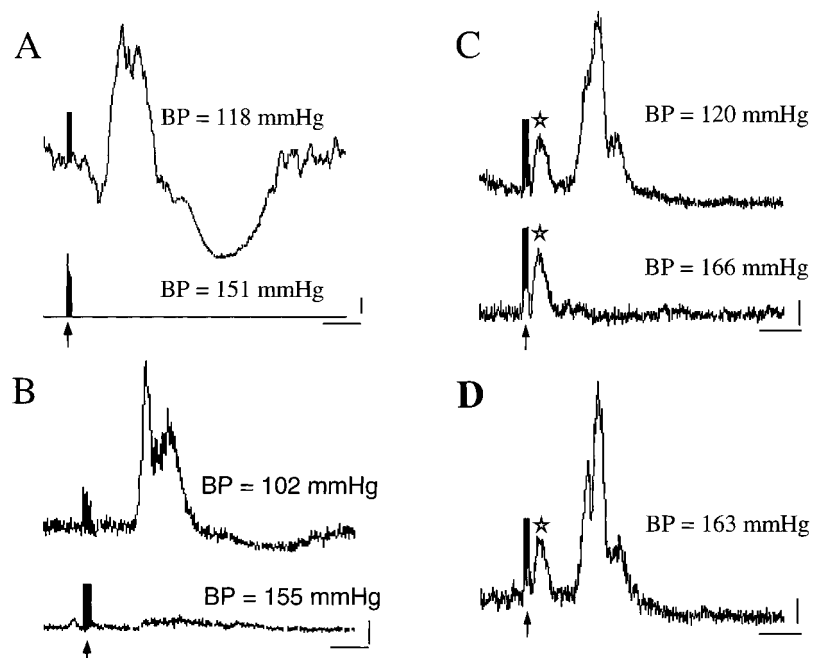 A
BP = 118 mmHg
BP = 151 mmHg
B
BP = 102 mmHg
BP = 155 mmHg
C
BP = 120 mmHg
BP = 166 mmHg
D
BP = 163 mmHg